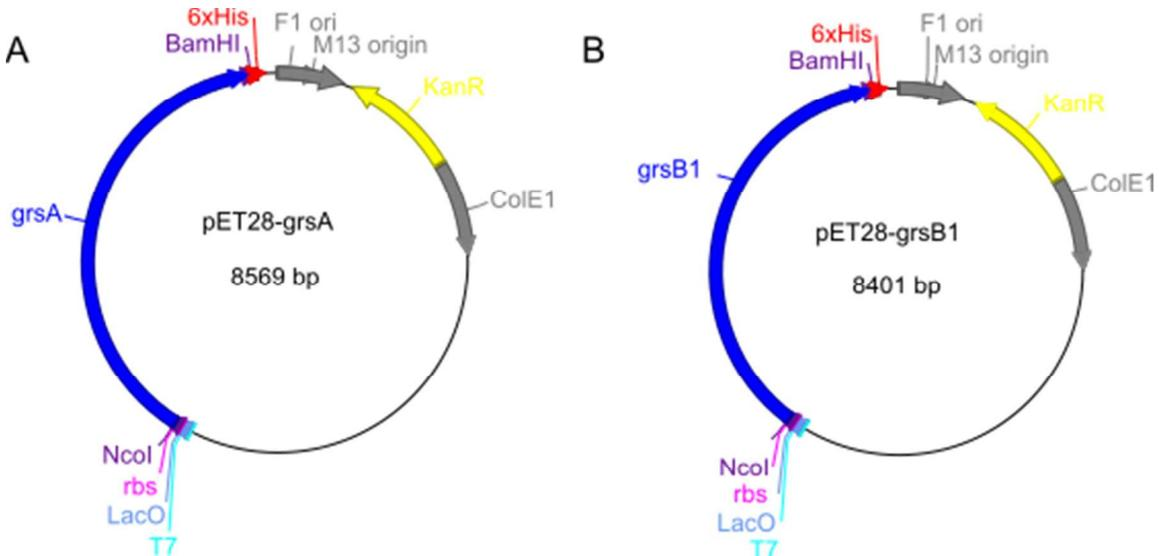 A
6xHis
BamHI
F1 ori
M13 origin
KanR
ColE1
grsA
pET28-grsA
8569 bp
NcoI
rbs
LacO
T7
B
6xHis
BamHI
F1 ori
M13 origin
KanR
ColE1
grsB1
pET28-grsB1
8401 bp
NcoI
rbs
LacO
T7